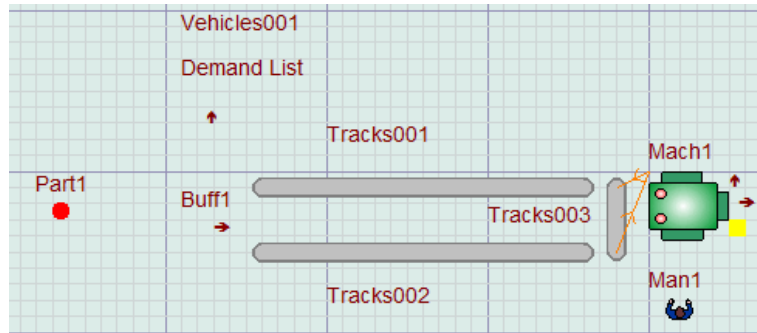 Vehicles001
Demand List
Tracks001
Mach1
Part1
Buff1
Tracks003
Man1
Tracks002